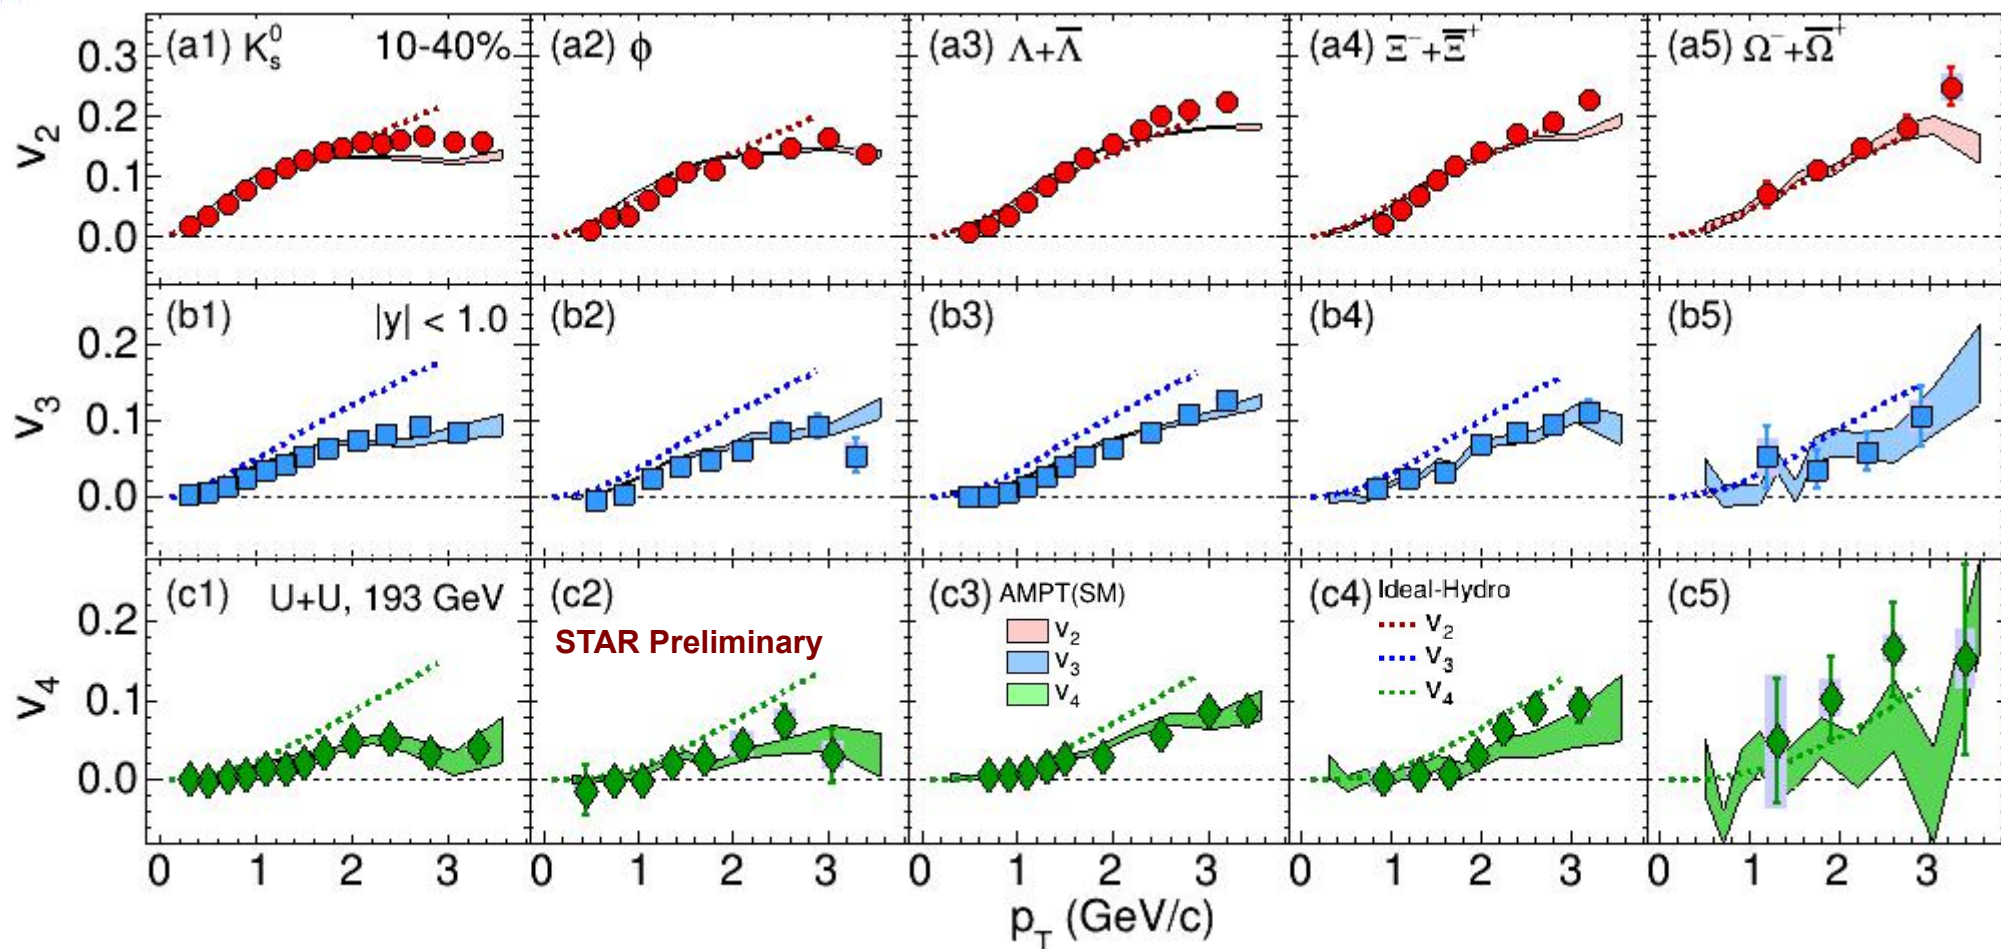 (a1) K⁰ₛ 10-40%
(a2) ϕ
(a3) Λ+Λ̅
(a4) Ξ⁻+Ξ̅⁺
(a5) Ω⁻+Ω̅⁺
v₂
0.3
0.2
0.1
0.0
(b1) |y| < 1.0
(b2)
(b3)
(b4)
(b5)
v₃
0.2
0.1
0.0
(c1) U+U, 193 GeV
(c2)
STAR Preliminary
(c3) AMPT(SM)
v₂
v₃
v₄
(c4) Ideal-Hydro
v₂
v₃
v₄
(c5)
v₄
0.2
0.1
0.0
0 1 2 3 0 1 2 3 0 1 2 3 0 1 2 3 0 1 2 3
p_T (GeV/c)